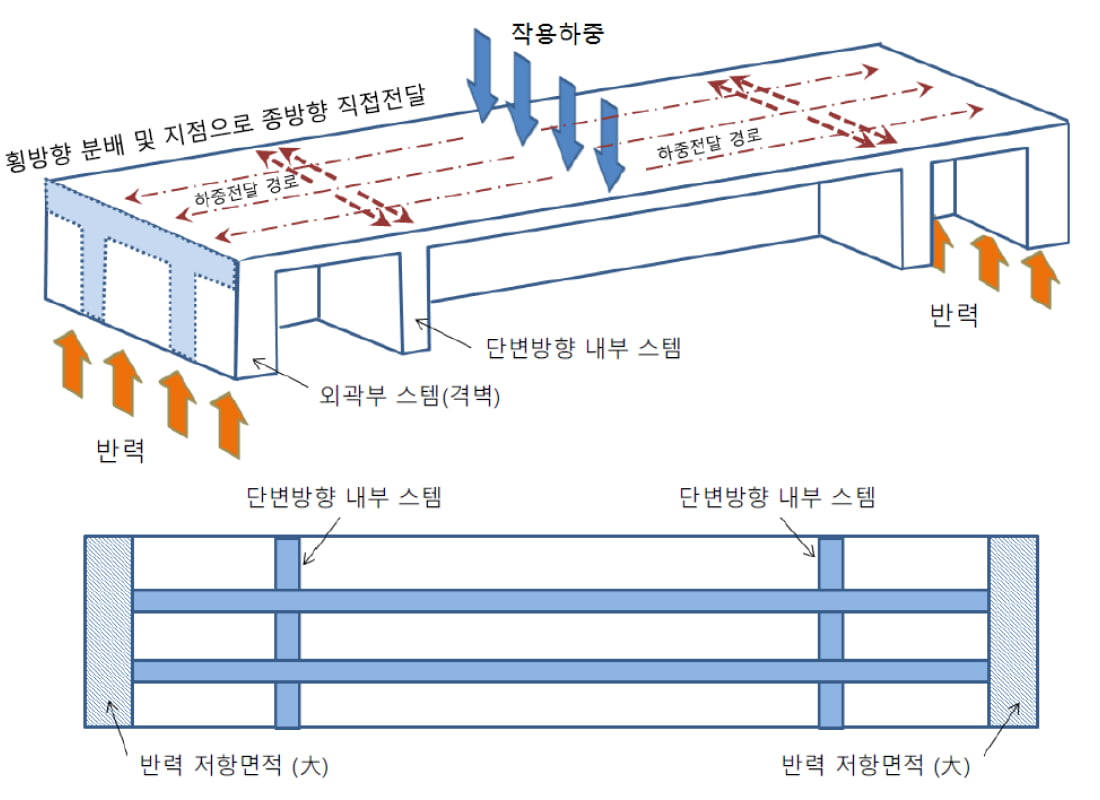 작용하중
횡방향 분배 및 지점으로 종방향 직접전달
하중전달 경로
하중전달 경로
반력
단변방향 내부 스템
외곽부 스템(격벽)
반력
단변방향 내부 스템
단변방향 내부 스템
반력 저항면적 (大)
반력 저항면적 (大)